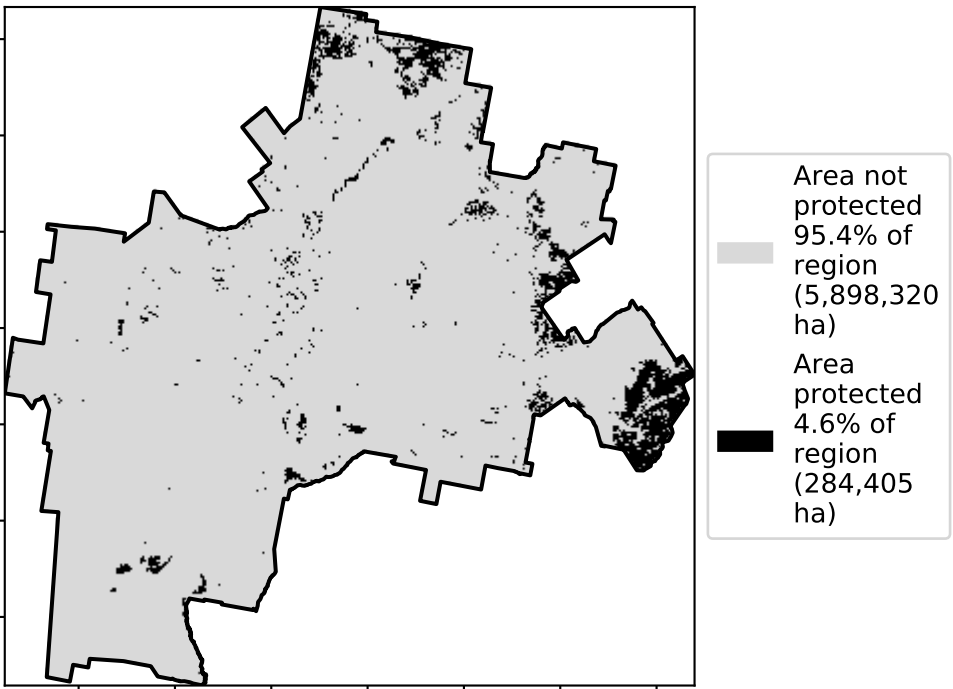 Area not
protected
95.4% of
region
(5,898,320
ha)
Area
protected
4.6% of
region
(284,405
ha)